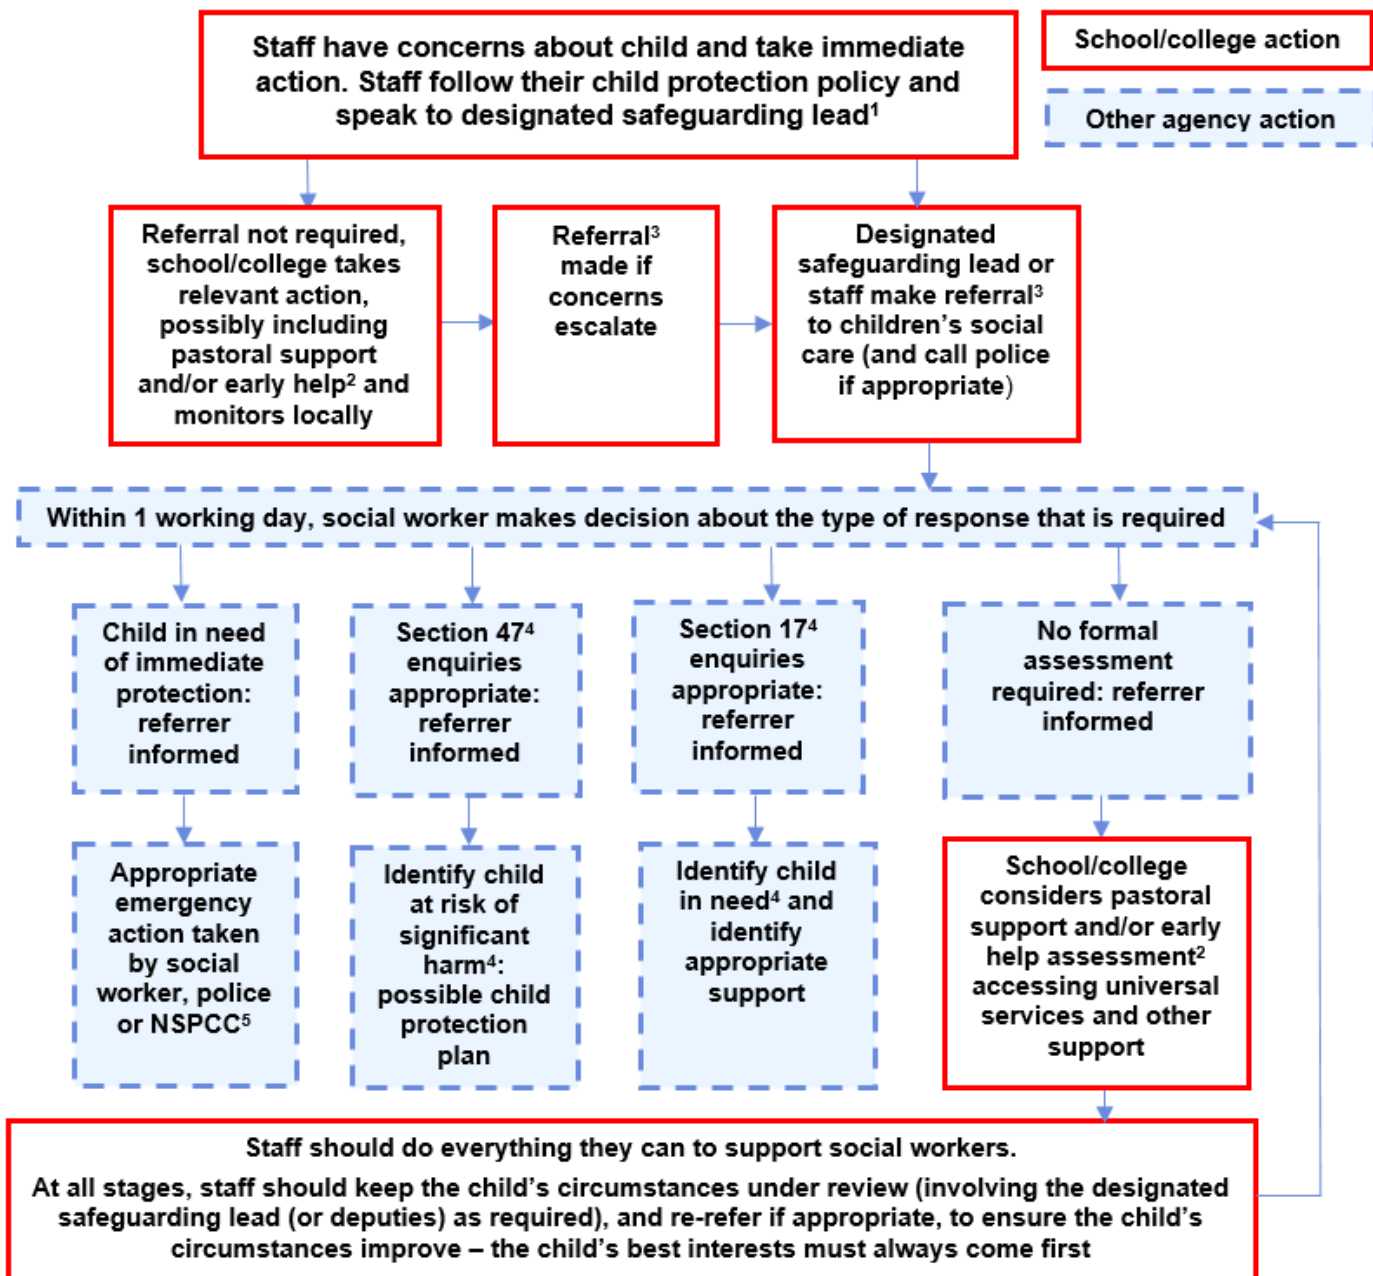 Staff have concerns about child and take immediate
action. Staff follow their child protection policy and
speak to designated safeguarding lead¹
School/college action
Other agency action
Referral not required,
school/college takes
relevant action,
possibly including
pastoral support
and/or early help² and
monitors locally
Referral³
made if
concerns
escalate
Designated
safeguarding lead or
staff make referral³
to children's social
care (and call police
if appropriate)
Within 1 working day, social worker makes decision about the type of response that is required
Child in need
of immediate
protection:
referrer
informed
Section 47⁴
enquiries
appropriate:
referrer
informed
Section 17⁴
enquiries
appropriate:
referrer
informed
No formal
assessment
required: referrer
informed
Appropriate
emergency
action taken
by social
worker, police
or NSPCC⁵
Identify child
at risk of
significant
harm⁴:
possible child
protection
plan
Identify child
in need⁴ and
identify
appropriate
support
School/college
considers pastoral
support and/or early
help assessment²
accessing universal
services and other
support
Staff should do everything they can to support social workers.
At all stages, staff should keep the child's circumstances under review (involving the designated
safeguarding lead (or deputies) as required), and re-refer if appropriate, to ensure the child's
circumstances improve – the child's best interests must always come first